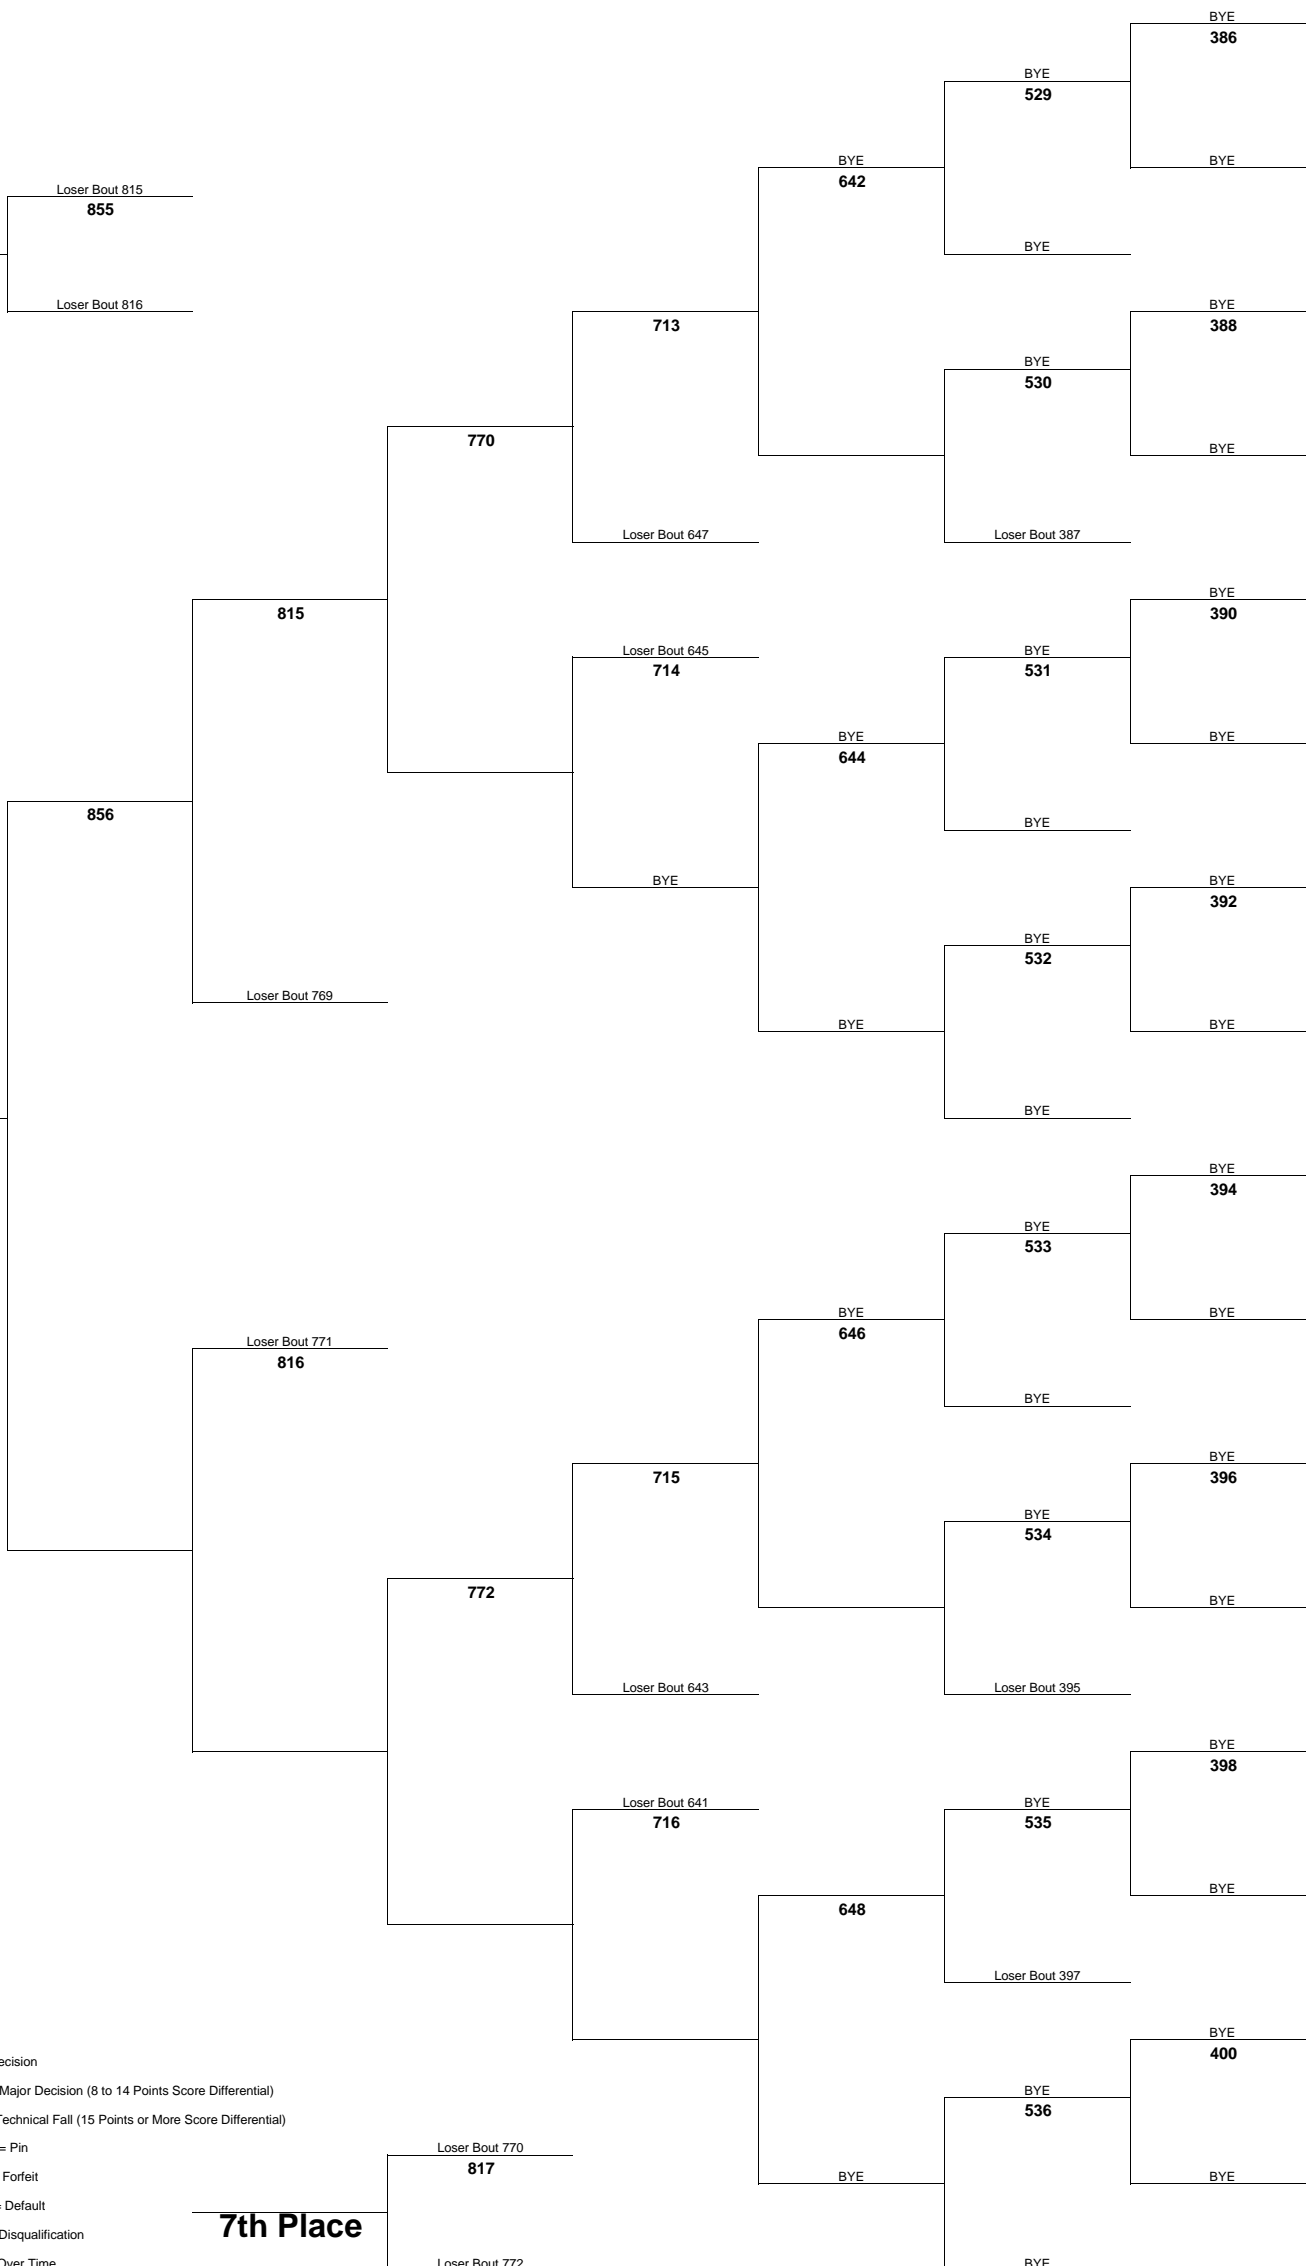 BYE
386
BYE
529
BYE
642
BYE
Loser Bout 815
855
BYE
Loser Bout 816
BYE
388
713
BYE
530
770
BYE
Loser Bout 647
Loser Bout 387
BYE
390
815
Loser Bout 645
714
BYE
531
BYE
644
BYE
856
BYE
BYE
BYE
392
BYE
532
Loser Bout 769
BYE
BYE
BYE
BYE
394
BYE
533
BYE
646
BYE
Loser Bout 771
816
BYE
BYE
396
715
BYE
534
772
BYE
Loser Bout 643
Loser Bout 395
BYE
398
Loser Bout 641
716
BYE
535
BYE
648
Loser Bout 397
BYE
400
ecision
Major Decision (8 to 14 Points Score Differential)
BYE
536
Technical Fall (15 Points or More Score Differential)
= Pin
Loser Bout 770
817
Forfeit
BYE
BYE
= Default
7th Place
Disqualification
Over Time
Loser Bout 772
BYE